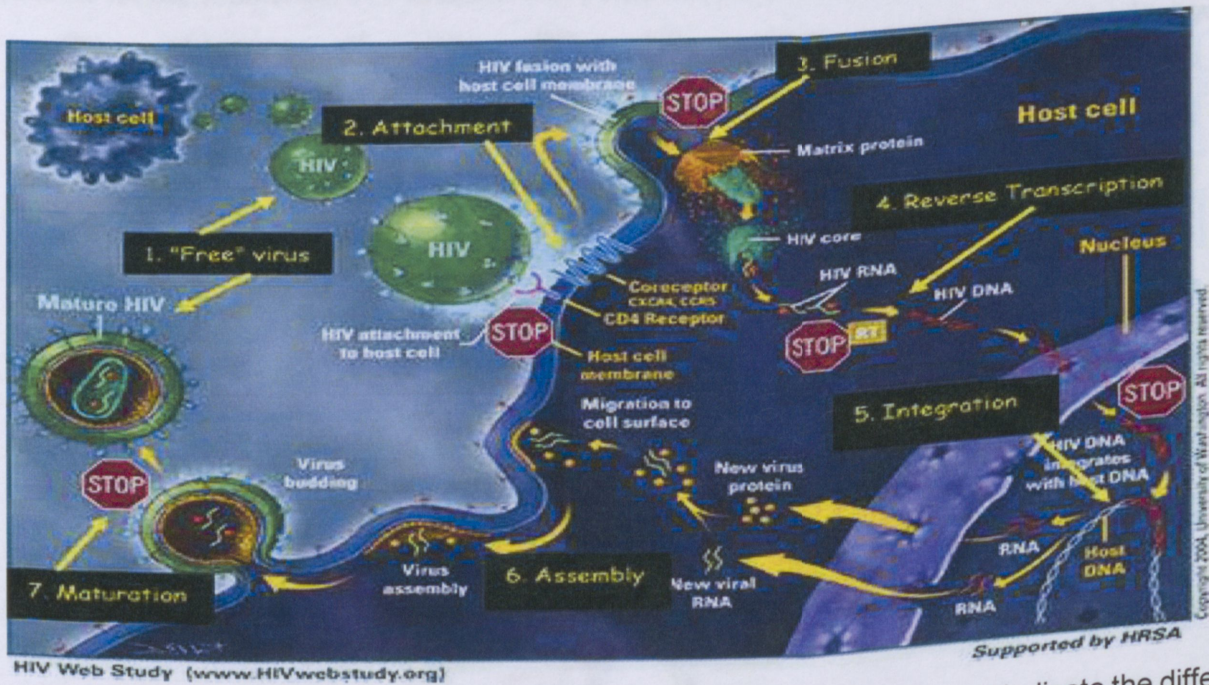 Host cell
HIV fusion with
host cell membrane
STOP
3. Fusion
2. Attachment
Host cell
HIV
Matrix protein
4. Reverse Transcription
HIV
1. "Free" virus
HIV core
Nucleus
HIV RNA
Coreceptor
CXCR4, CCR5
HIV DNA
CD4 Receptor
Mature HIV
HIV attachment
to host cell
STOP
STOP
RT
Host cell
membrane
STOP
5. Integration
Migration to
cell surface
HIV DNA
integrates
with host DNA
Virus
budding
New virus
protein
STOP
RNA
Host
DNA
Virus
assembly
6. Assembly
New viral
RNA
RNA
7. Maturation
Copyright 2004, University of Washington. All rights reserved.
HIV Web Study (www.HIVwebstudy.org)
Supported by HRSA